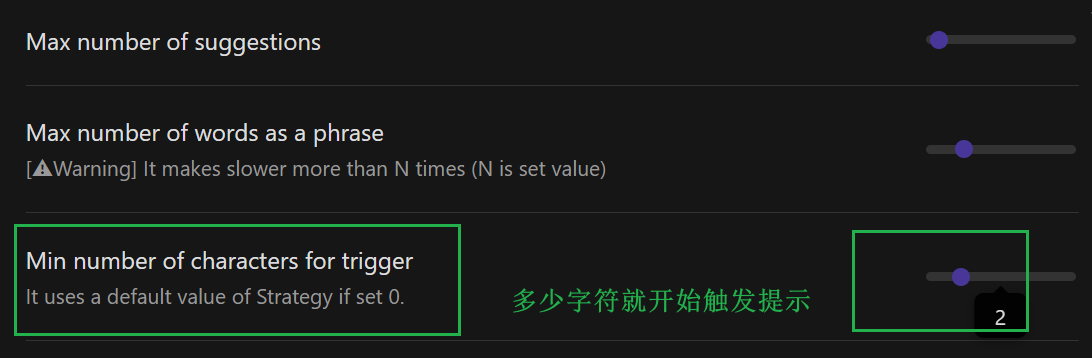 Max number of suggestions
Max number of words as a phrase
[⚠Warning] It makes slower more than N times (N is set value)
Min number of characters for trigger
It uses a default value of Strategy if set 0.
多少字符就开始触发提示
2